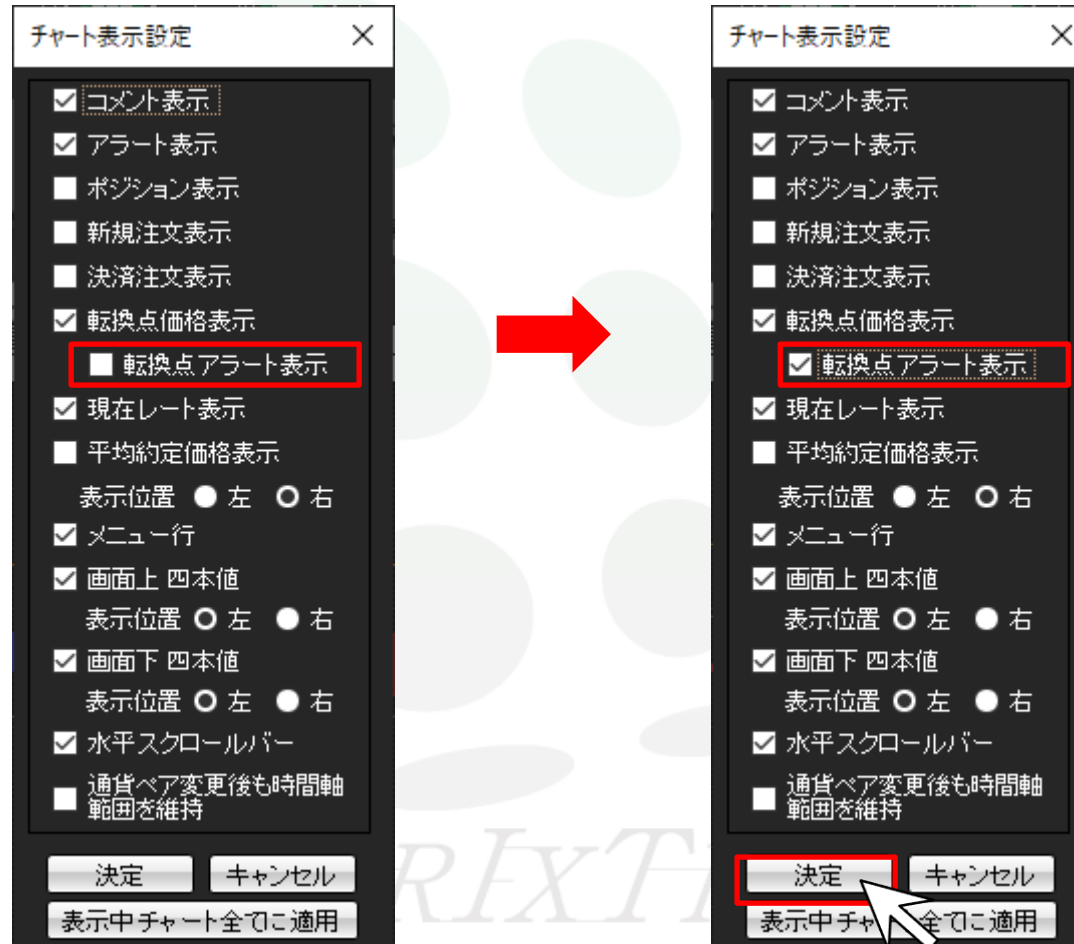 チャート表示設定
コメント表示
アラート表示
ポジション表示
新規注文表示
決済注文表示
転換点価格表示
転換点アラート表示
現在レート表示
平均約定価格表示
表示位置 左 右
メニュー行
画面上 四本値
表示位置 左 右
画面下 四本値
表示位置 左 右
水平スクロールバー
通貨ペア変更後も時間軸
範囲を維持
決定 キャンセル
表示中チャート全てに適用
チャート表示設定
コメント表示
アラート表示
ポジション表示
新規注文表示
決済注文表示
転換点価格表示
転換点アラート表示
現在レート表示
平均約定価格表示
表示位置 左 右
メニュー行
画面上 四本値
表示位置 左 右
画面下 四本値
表示位置 左 右
水平スクロールバー
通貨ペア変更後も時間軸
範囲を維持
決定 キャンセル
表示中チャ 全てに適用